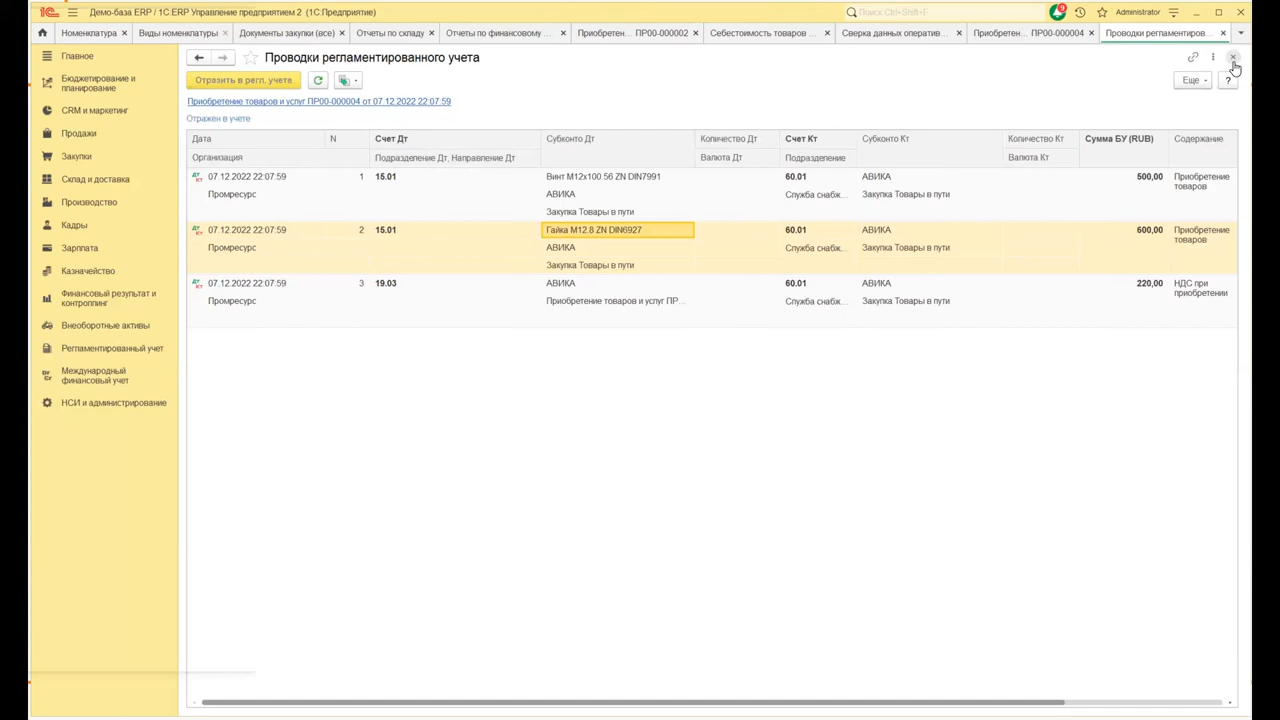 Демо-база ERP / 1С:ERP Управление предприятием 2 (1С:Предприятие)
Поиск Ctrl+Shift+F
Administrator
Номенклатура
Виды номенклатуры
Документы закупки (все)
Отчеты по складу
Отчеты по финансовому ...
Приобретен... ПР00-000002
Себестоимость товаров ...
Сверка данных оператив...
Приобретен... ПР00-000004
Проводки регламентиров...
Главное
Бюджетирование и
планирование
CRM и маркетинг
Продажи
Закупки
Склад и доставка
Производство
Кадры
Зарплата
Казначейство
Финансовый результат и
контроллинг
Внеоборотные активы
Регламентированный учет
Международный
финансовый учет
НСИ и администрирование
Проводки регламентированного учета
Отразить в регл. учете
Еще
?
Приобретение товаров и услуг ПР00-000004 от 07.12.2022 22:07:59
Отражен в учете
Дата N Счет Дт Субконто Дт Количество Дт Счет Кт Субконто Кт Количество Кт Сумма БУ (RUB) Содержание
Организация Подразделение Дт, Направление Дт Валюта Дт Подразделение Валюта Кт
07.12.2022 22:07:59 1 15.01 Винт М12х100 56 ZN DIN7991 60.01 АВИКА 500,00 Приобретение
товаров
Промресурс АВИКА Служба снабж... Закупка Товары в пути
Закупка Товары в пути
07.12.2022 22:07:59 2 15.01 Гайка М12.8 ZN DIN6927 60.01 АВИКА 600,00 Приобретение
товаров
Промресурс АВИКА Служба снабж... Закупка Товары в пути
Закупка Товары в пути
07.12.2022 22:07:59 3 19.03 АВИКА 60.01 АВИКА 220,00 НДС при
приобретении
Промресурс Приобретение товаров и услуг ПР... Служба снабж... Закупка Товары в пути